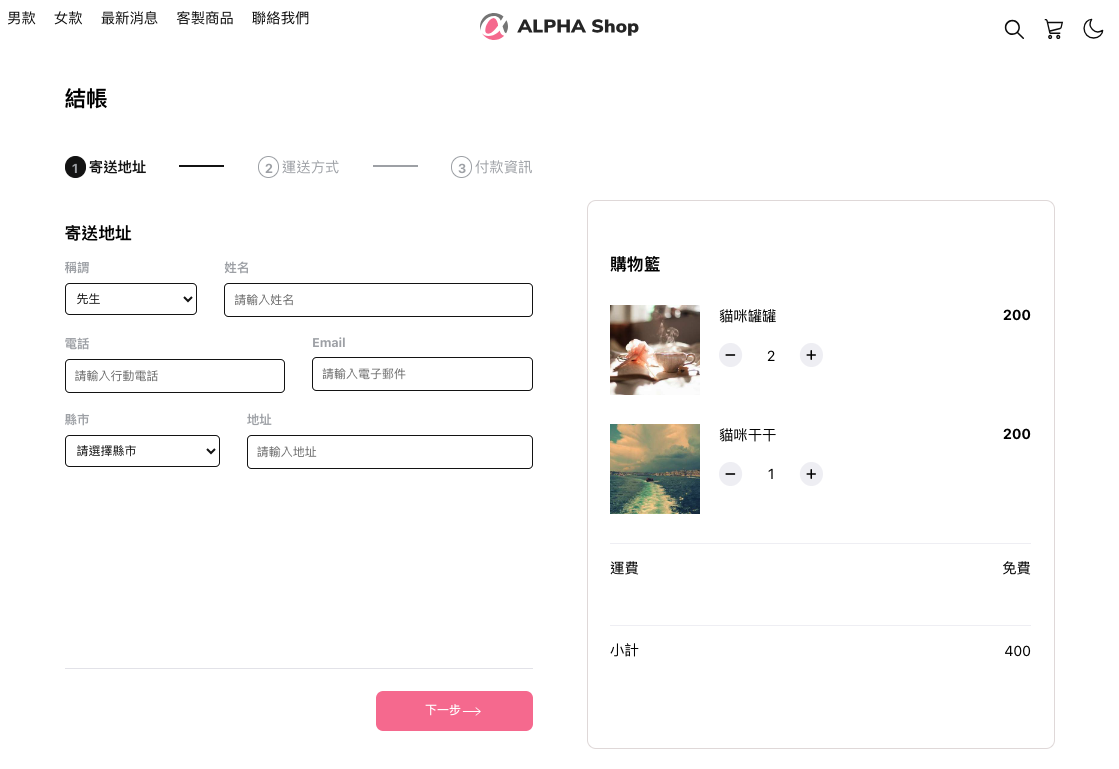 男款 女款 最新消息 客製商品 聯絡我們
ALPHA Shop
結帳
1 寄送地址 2 運送方式 3 付款資訊
寄送地址
稱謂 姓名
先生 請輸入姓名
電話 Email
請輸入行動電話 請輸入電子郵件
縣市 地址
請選擇縣市 請輸入地址
下一步
購物籃
貓咪罐罐 200
2
貓咪干干 200
1
運費 免費
小計 400